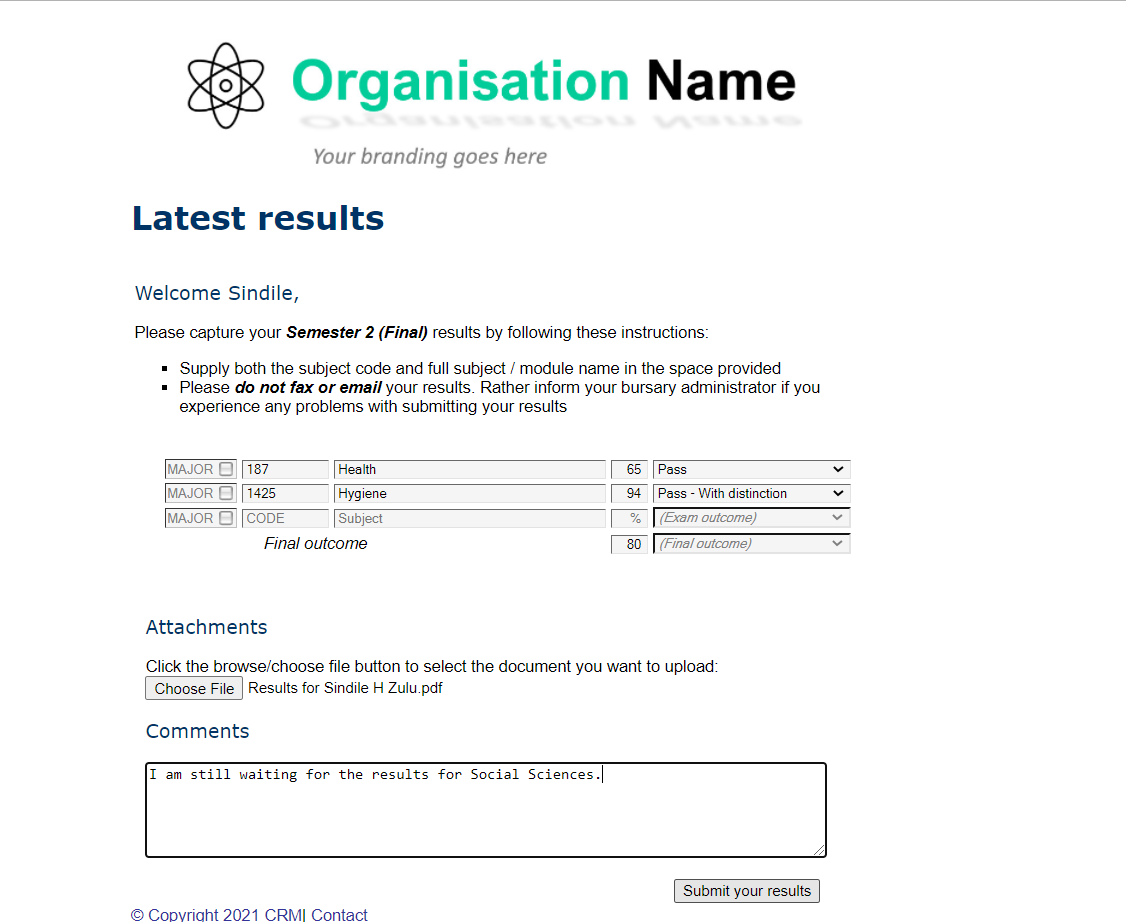 Organisation Name
Your branding goes here
Latest results
Welcome Sindile,
Please capture your Semester 2 (Final) results by following these instructions:
Supply both the subject code and full subject / module name in the space provided
Please do not fax or email your results. Rather inform your bursary administrator if you
experience any problems with submitting your results
MAJOR 187 Health 65 Pass
MAJOR 1425 Hygiene 94 Pass - With distinction
MAJOR CODE Subject % (Exam outcome)
Final outcome 80 (Final outcome)
Attachments
Click the browse/choose file button to select the document you want to upload:
Choose File Results for Sindile H Zulu.pdf
Comments
I am still waiting for the results for Social Sciences.
Submit your results
© Copyright 2021 CRM| Contact